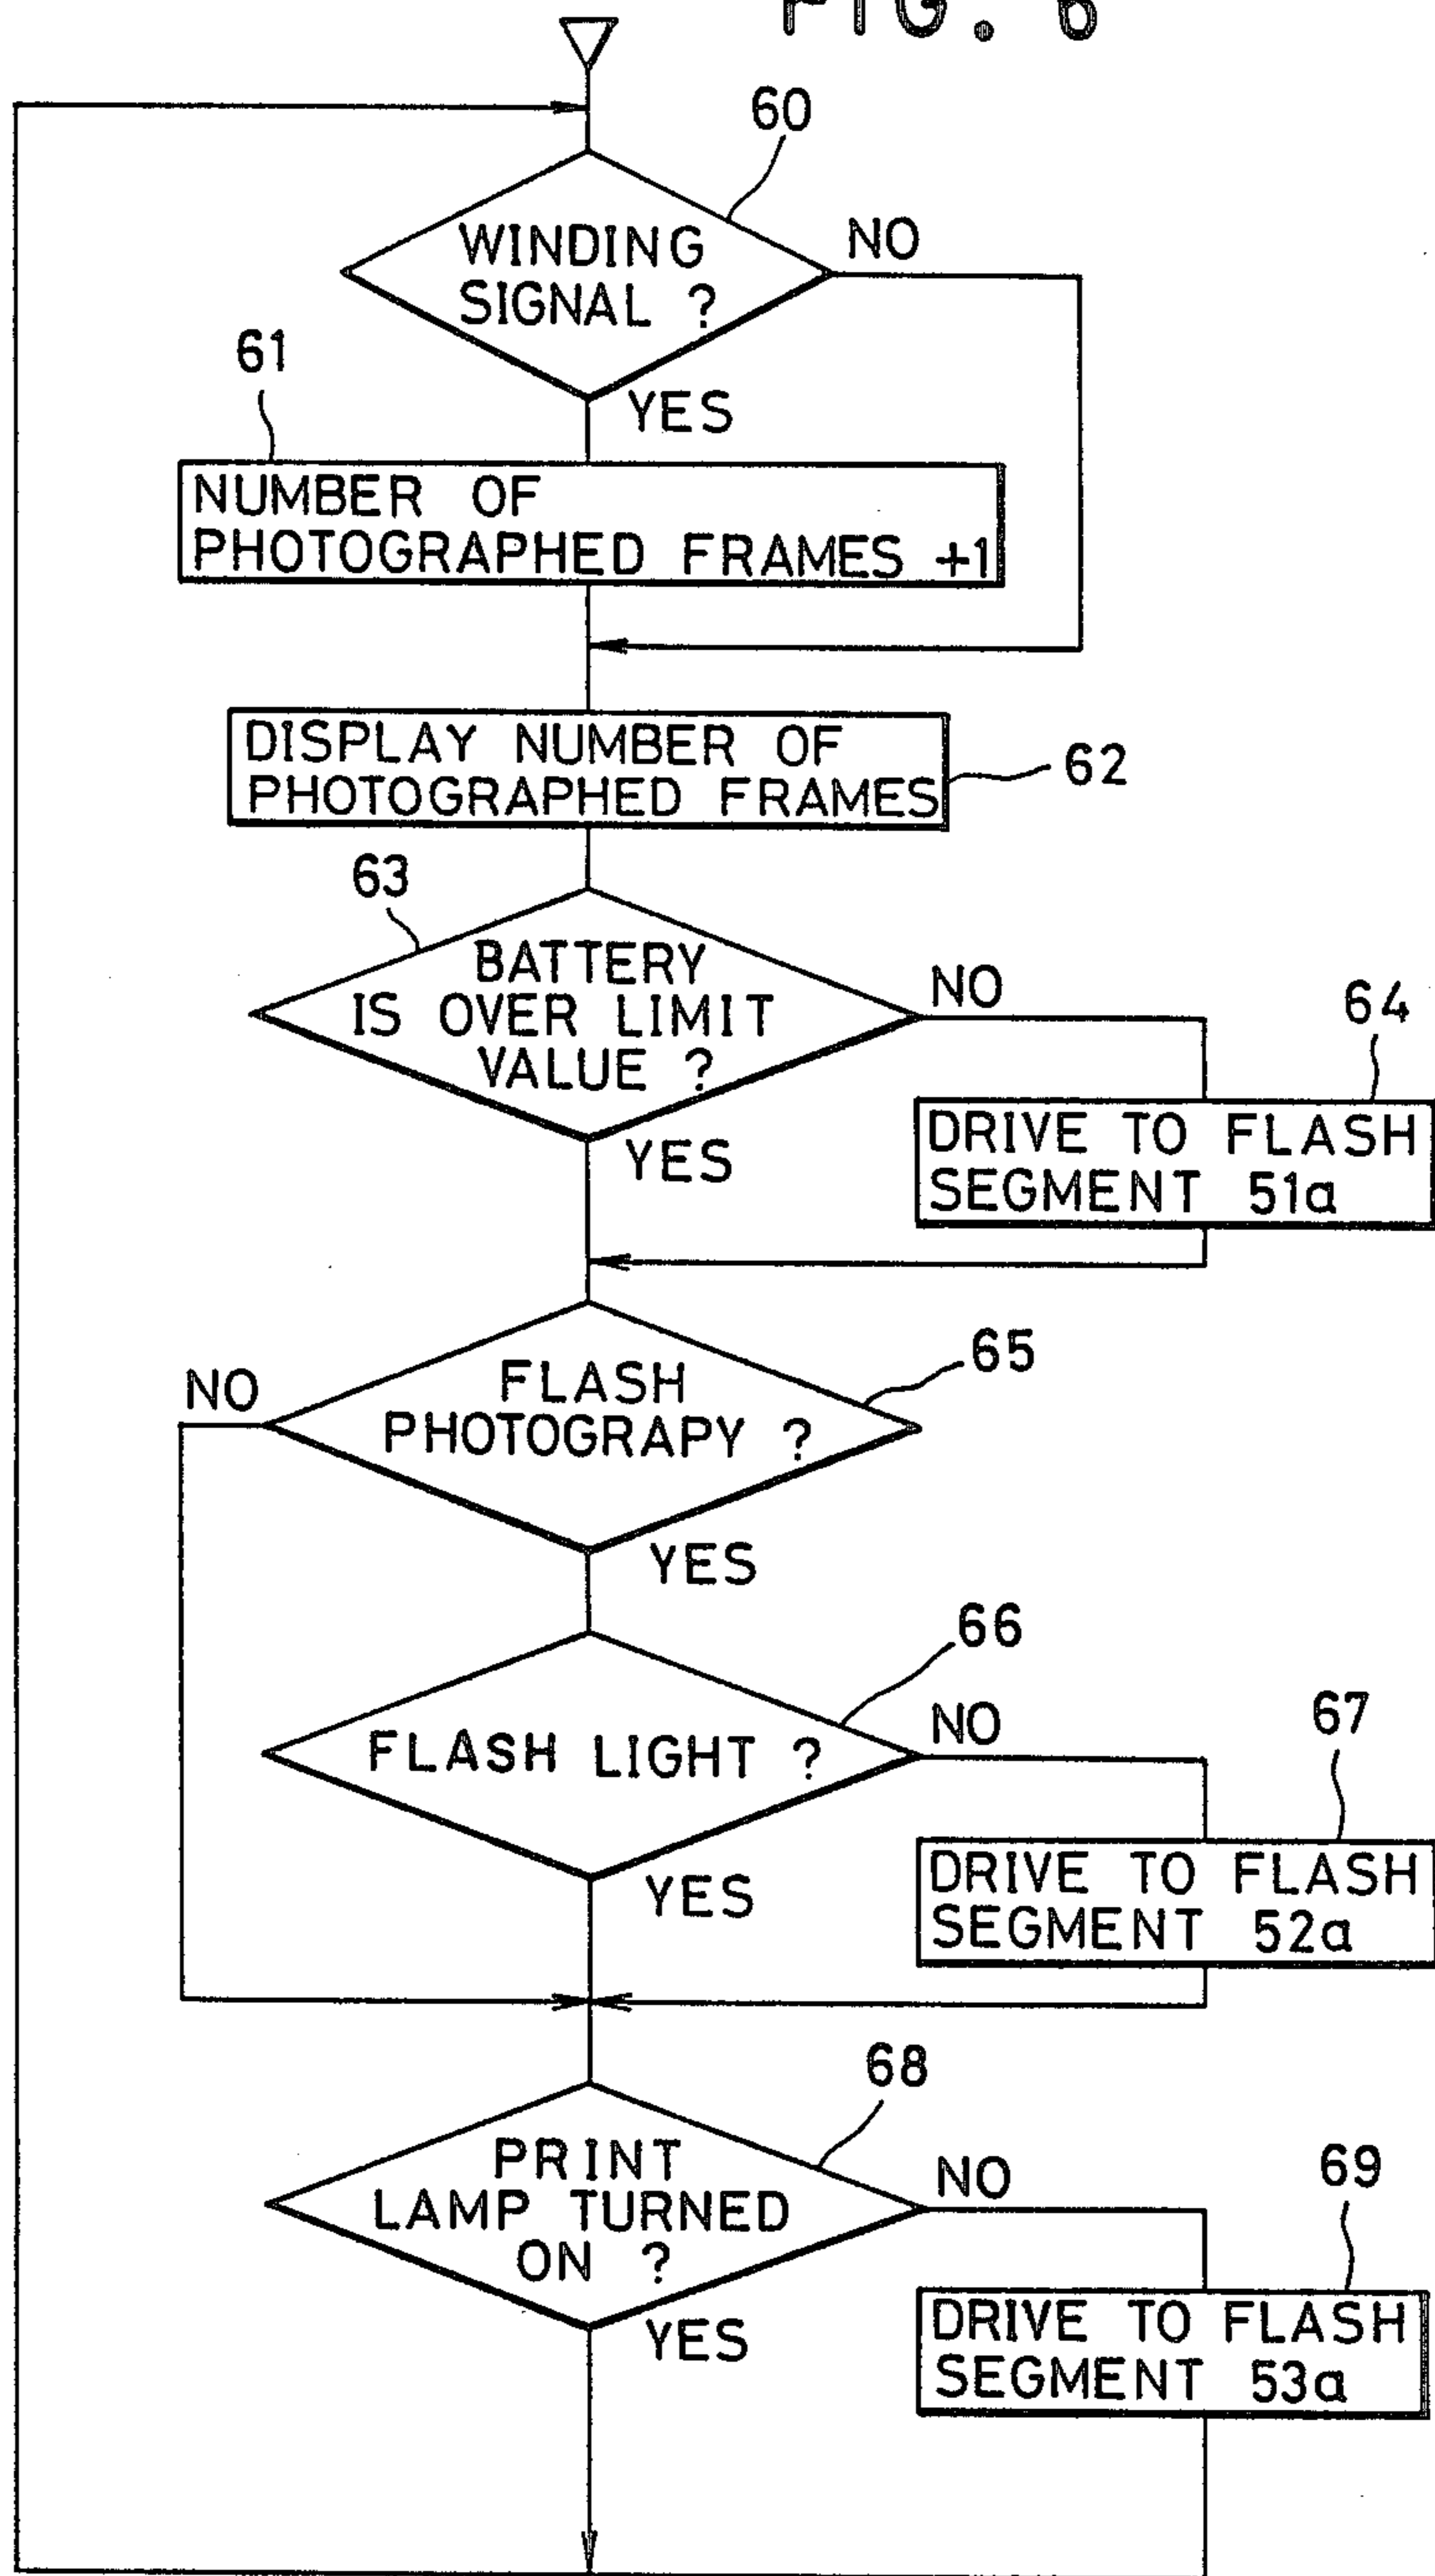 FIG. 6
60
WINDING
SIGNAL ?
NO
YES
61
NUMBER OF
PHOTOGRAPHED FRAMES +1
DISPLAY NUMBER OF
PHOTOGRAPHED FRAMES
62
63
BATTERY
IS OVER LIMIT
VALUE ?
NO
YES
64
DRIVE TO FLASH
SEGMENT 51a
65
FLASH
PHOTOGRAPY ?
NO
YES
66
FLASH LIGHT ?
NO
YES
67
DRIVE TO FLASH
SEGMENT 52a
68
PRINT
LAMP TURNED
ON ?
NO
YES
69
DRIVE TO FLASH
SEGMENT 53a